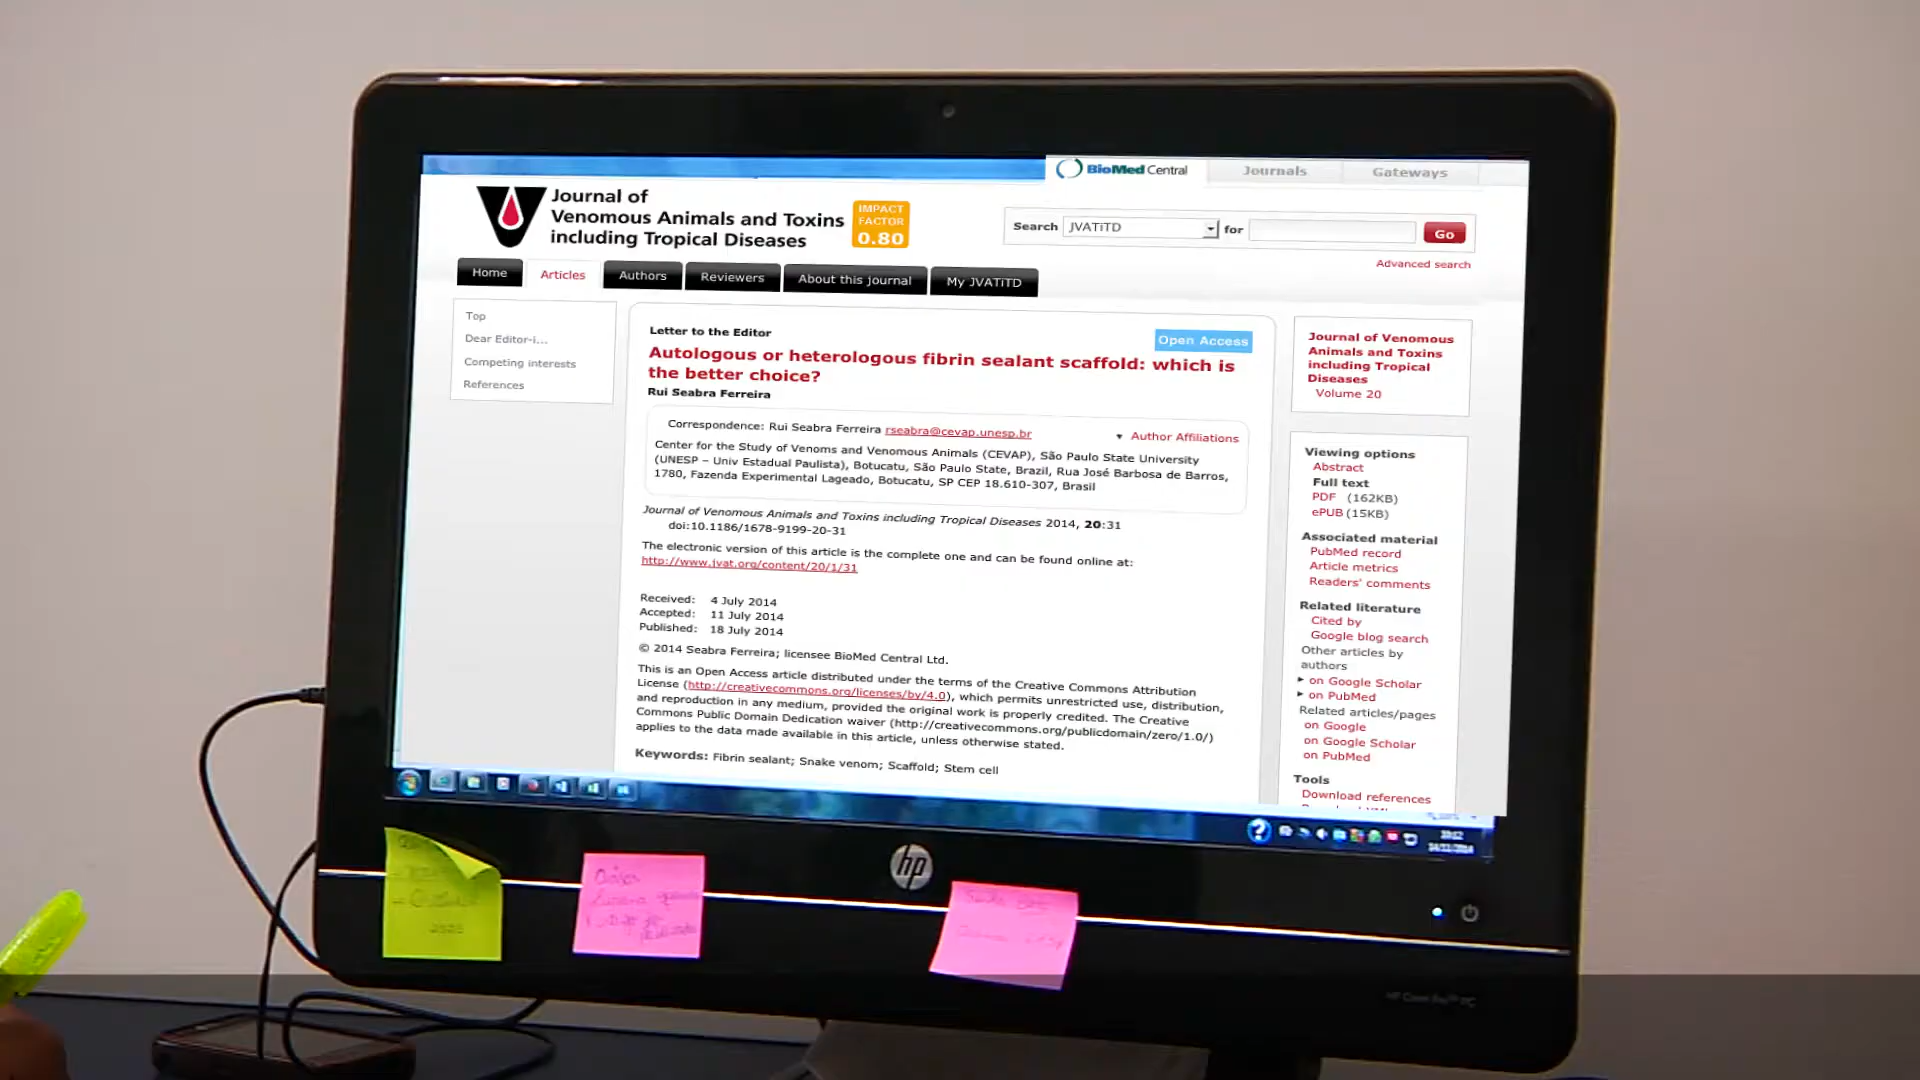 BioMed Central
Journals
Gateways
Journal of
Venomous Animals and Toxins
including Tropical Diseases
IMPACT
FACTOR
0.80
Search JVATiTD for
Go
Advanced search
Home
Articles
Authors
Reviewers
About this journal
My JVATiTD
Top
Dear Editor-i...
Competing interests
References
Letter to the Editor
Open Access
Autologous or heterologous fibrin sealant scaffold: which is
the better choice?
Rui Seabra Ferreira
Correspondence: Rui Seabra Ferreira rseabra@cevap.unesp.br
Author Affiliations
Center for the Study of Venoms and Venomous Animals (CEVAP), São Paulo State University
(UNESP – Univ Estadual Paulista), Botucatu, São Paulo State, Brazil, Rua José Barbosa de Barros,
1780, Fazenda Experimental Lageado, Botucatu, SP CEP 18.610-307, Brasil
Journal of Venomous Animals and Toxins including Tropical Diseases 2014, 20:31
doi:10.1186/1678-9199-20-31
The electronic version of this article is the complete one and can be found online at:
http://www.jvat.org/content/20/1/31
Received: 4 July 2014
Accepted: 11 July 2014
Published: 18 July 2014
© 2014 Seabra Ferreira; licensee BioMed Central Ltd.
This is an Open Access article distributed under the terms of the Creative Commons Attribution
License (http://creativecommons.org/licenses/by/4.0), which permits unrestricted use, distribution,
and reproduction in any medium, provided the original work is properly credited. The Creative
Commons Public Domain Dedication waiver (http://creativecommons.org/publicdomain/zero/1.0/)
applies to the data made available in this article, unless otherwise stated.
Keywords: Fibrin sealant; Snake venom; Scaffold; Stem cell
Journal of Venomous
Animals and Toxins
including Tropical
Diseases
Volume 20
Viewing options
Abstract
Full text
PDF (162KB)
ePUB (15KB)
Associated material
PubMed record
Article metrics
Readers' comments
Related literature
Cited by
Google blog search
Other articles by
authors
on Google Scholar
on PubMed
Related articles/pages
on Google
on Google Scholar
on PubMed
Tools
Download references
hp